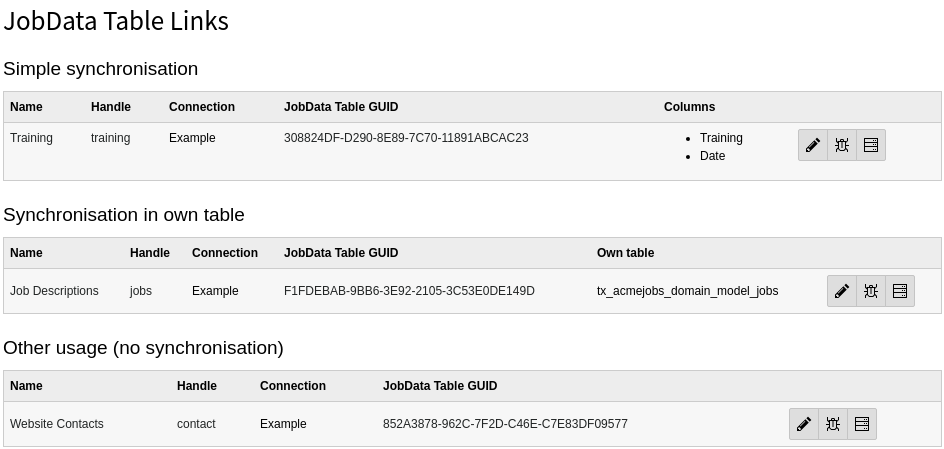 JobData Table Links
Simple synchronisation
Name Handle Connection JobData Table GUID Columns
Training training Example 308824DF-D290-8E89-7C70-11891ABCAC23 • Training
• Date
Synchronisation in own table
Name Handle Connection JobData Table GUID Own table
Job Descriptions jobs Example F1FDEBAB-9BB6-3E92-2105-3C53E0DE149D tx_acmejobs_domain_model_jobs
Other usage (no synchronisation)
Name Handle Connection JobData Table GUID
Website Contacts contact Example 852A3878-962C-7F2D-C46E-C7E83DF09577